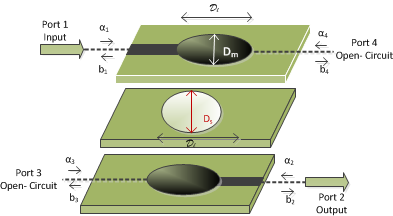 𝒟ₗ
Port 1
Input
α₁
b₁
Dₘ
α₄
b₄
Port 4
Open- Circuit
Dₛ
𝒟ₗ
Port 3
Open- Circuit
α₃
b₃
α₂
b₂
Port 2
Output